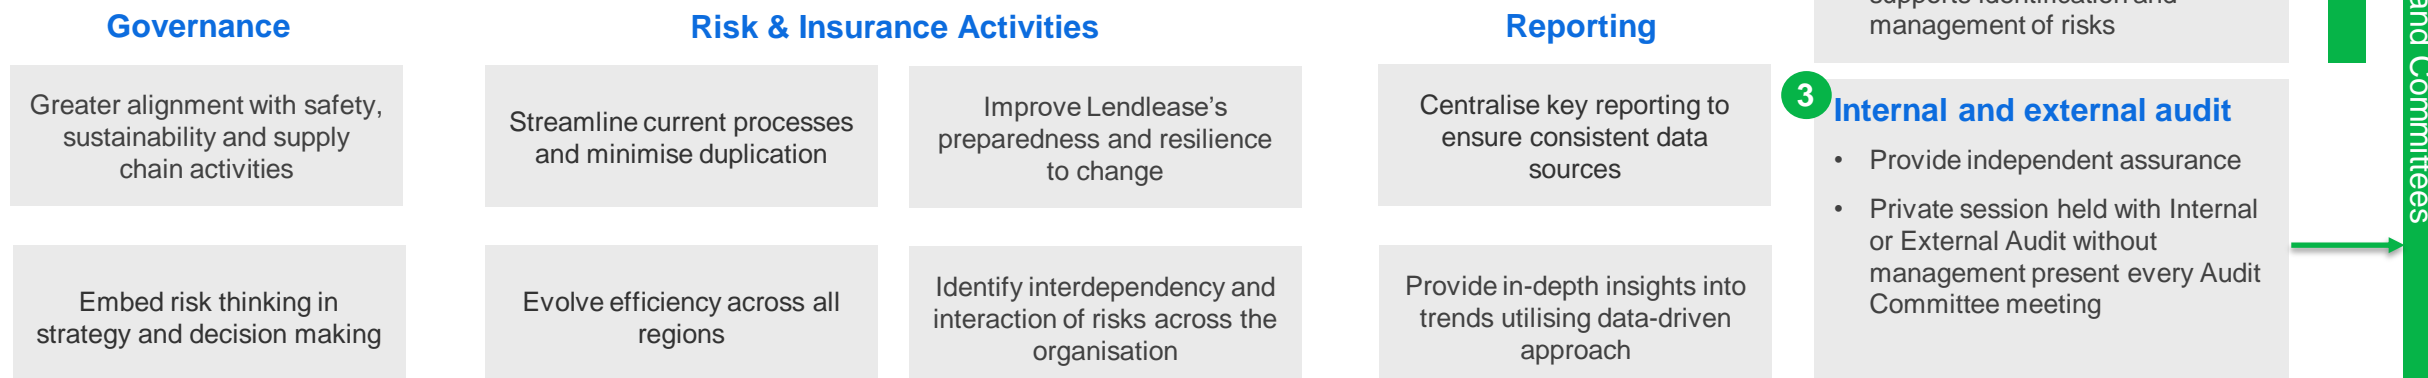 Governance
Greater alignment with safety,
sustainability and supply
chain activities
Embed risk thinking in
strategy and decision making
Risk & Insurance Activities
Streamline current processes
and minimise duplication
Improve Lendlease's
preparedness and resilience
to change
Evolve efficiency across all
regions
Identify interdependency and
interaction of risks across the
organisation
Reporting
Centralise key reporting to
ensure consistent data
sources
Provide in-depth insights into
trends utilising data-driven
approach
supports identification and
management of risks
3
Internal and external audit
• Provide independent assurance
• Private session held with Internal
or External Audit without
management present every Audit
Committee meeting
and Committees